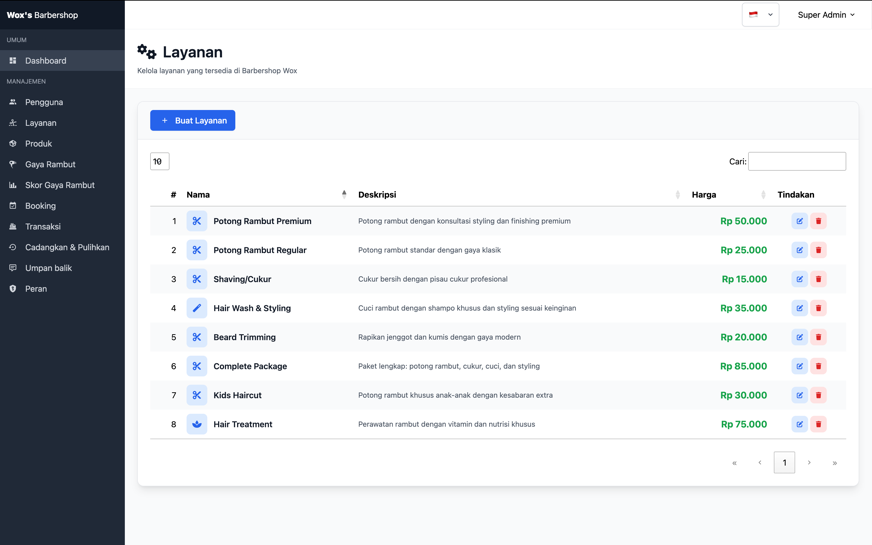 Wox's Barbershop
Super Admin
UMUM
Dashboard
MANAJEMEN
Pengguna
Layanan
Produk
Gaya Rambut
Skor Gaya Rambut
Booking
Transaksi
Cadangkan & Pulihkan
Umpan balik
Peran
Layanan
Kelola layanan yang tersedia di Barbershop Wox
+ Buat Layanan
10
Cari:
# Nama Deskripsi Harga Tindakan
1 Potong Rambut Premium Potong rambut dengan konsultasi styling dan finishing premium Rp 50.000
2 Potong Rambut Regular Potong rambut standar dengan gaya klasik Rp 25.000
3 Shaving/Cukur Cukur bersih dengan pisau cukur profesional Rp 15.000
4 Hair Wash & Styling Cuci rambut dengan shampo khusus dan styling sesuai keinginan Rp 35.000
5 Beard Trimming Rapikan jenggot dan kumis dengan gaya modern Rp 20.000
6 Complete Package Paket lengkap: potong rambut, cukur, cuci, dan styling Rp 85.000
7 Kids Haircut Potong rambut khusus anak-anak dengan kesabaran extra Rp 30.000
8 Hair Treatment Perawatan rambut dengan vitamin dan nutrisi khusus Rp 75.000
« ‹ 1 › »